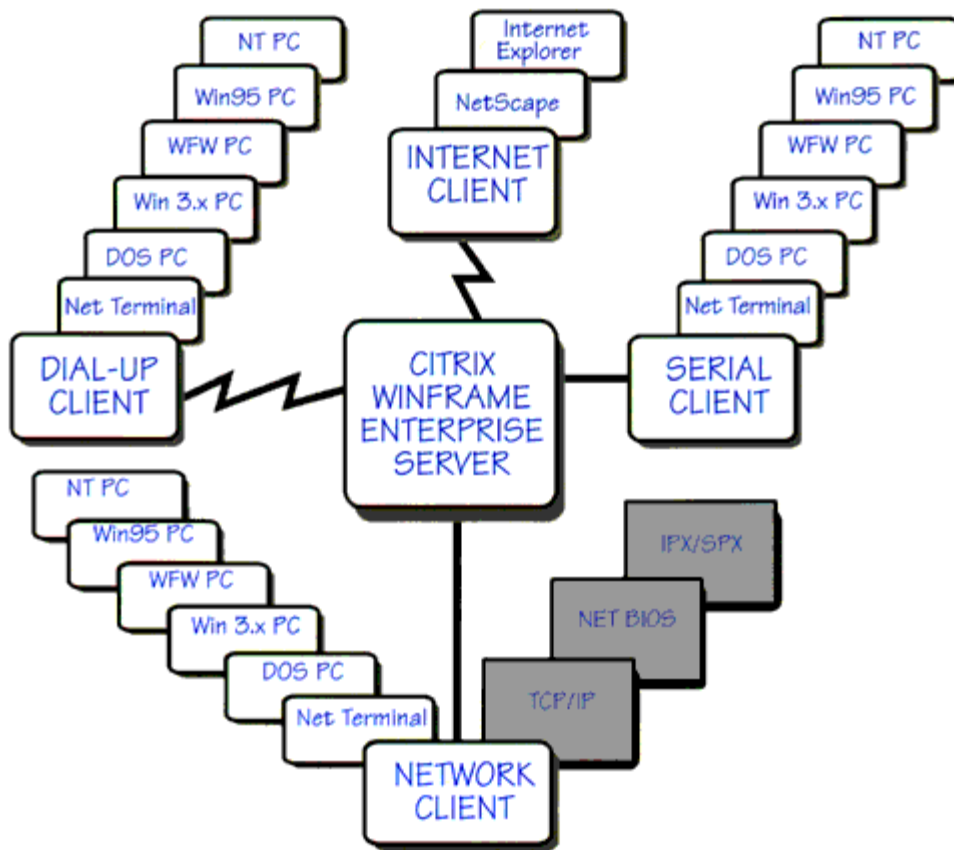 NT PC
Win95 PC
WFW PC
Win 3.x PC
DOS PC
Net Terminal
DIAL-UP
CLIENT
Internet
Explorer
NetScape
INTERNET
CLIENT
NT PC
Win95 PC
WFW PC
Win 3.x PC
DOS PC
Net Terminal
SERIAL
CLIENT
CITRIX
WINFRAME
ENTERPRISE
SERVER
NT PC
Win95 PC
WFW PC
Win 3.x PC
DOS PC
Net Terminal
NETWORK
CLIENT
IPX/SPX
NET BIOS
TCP/IP